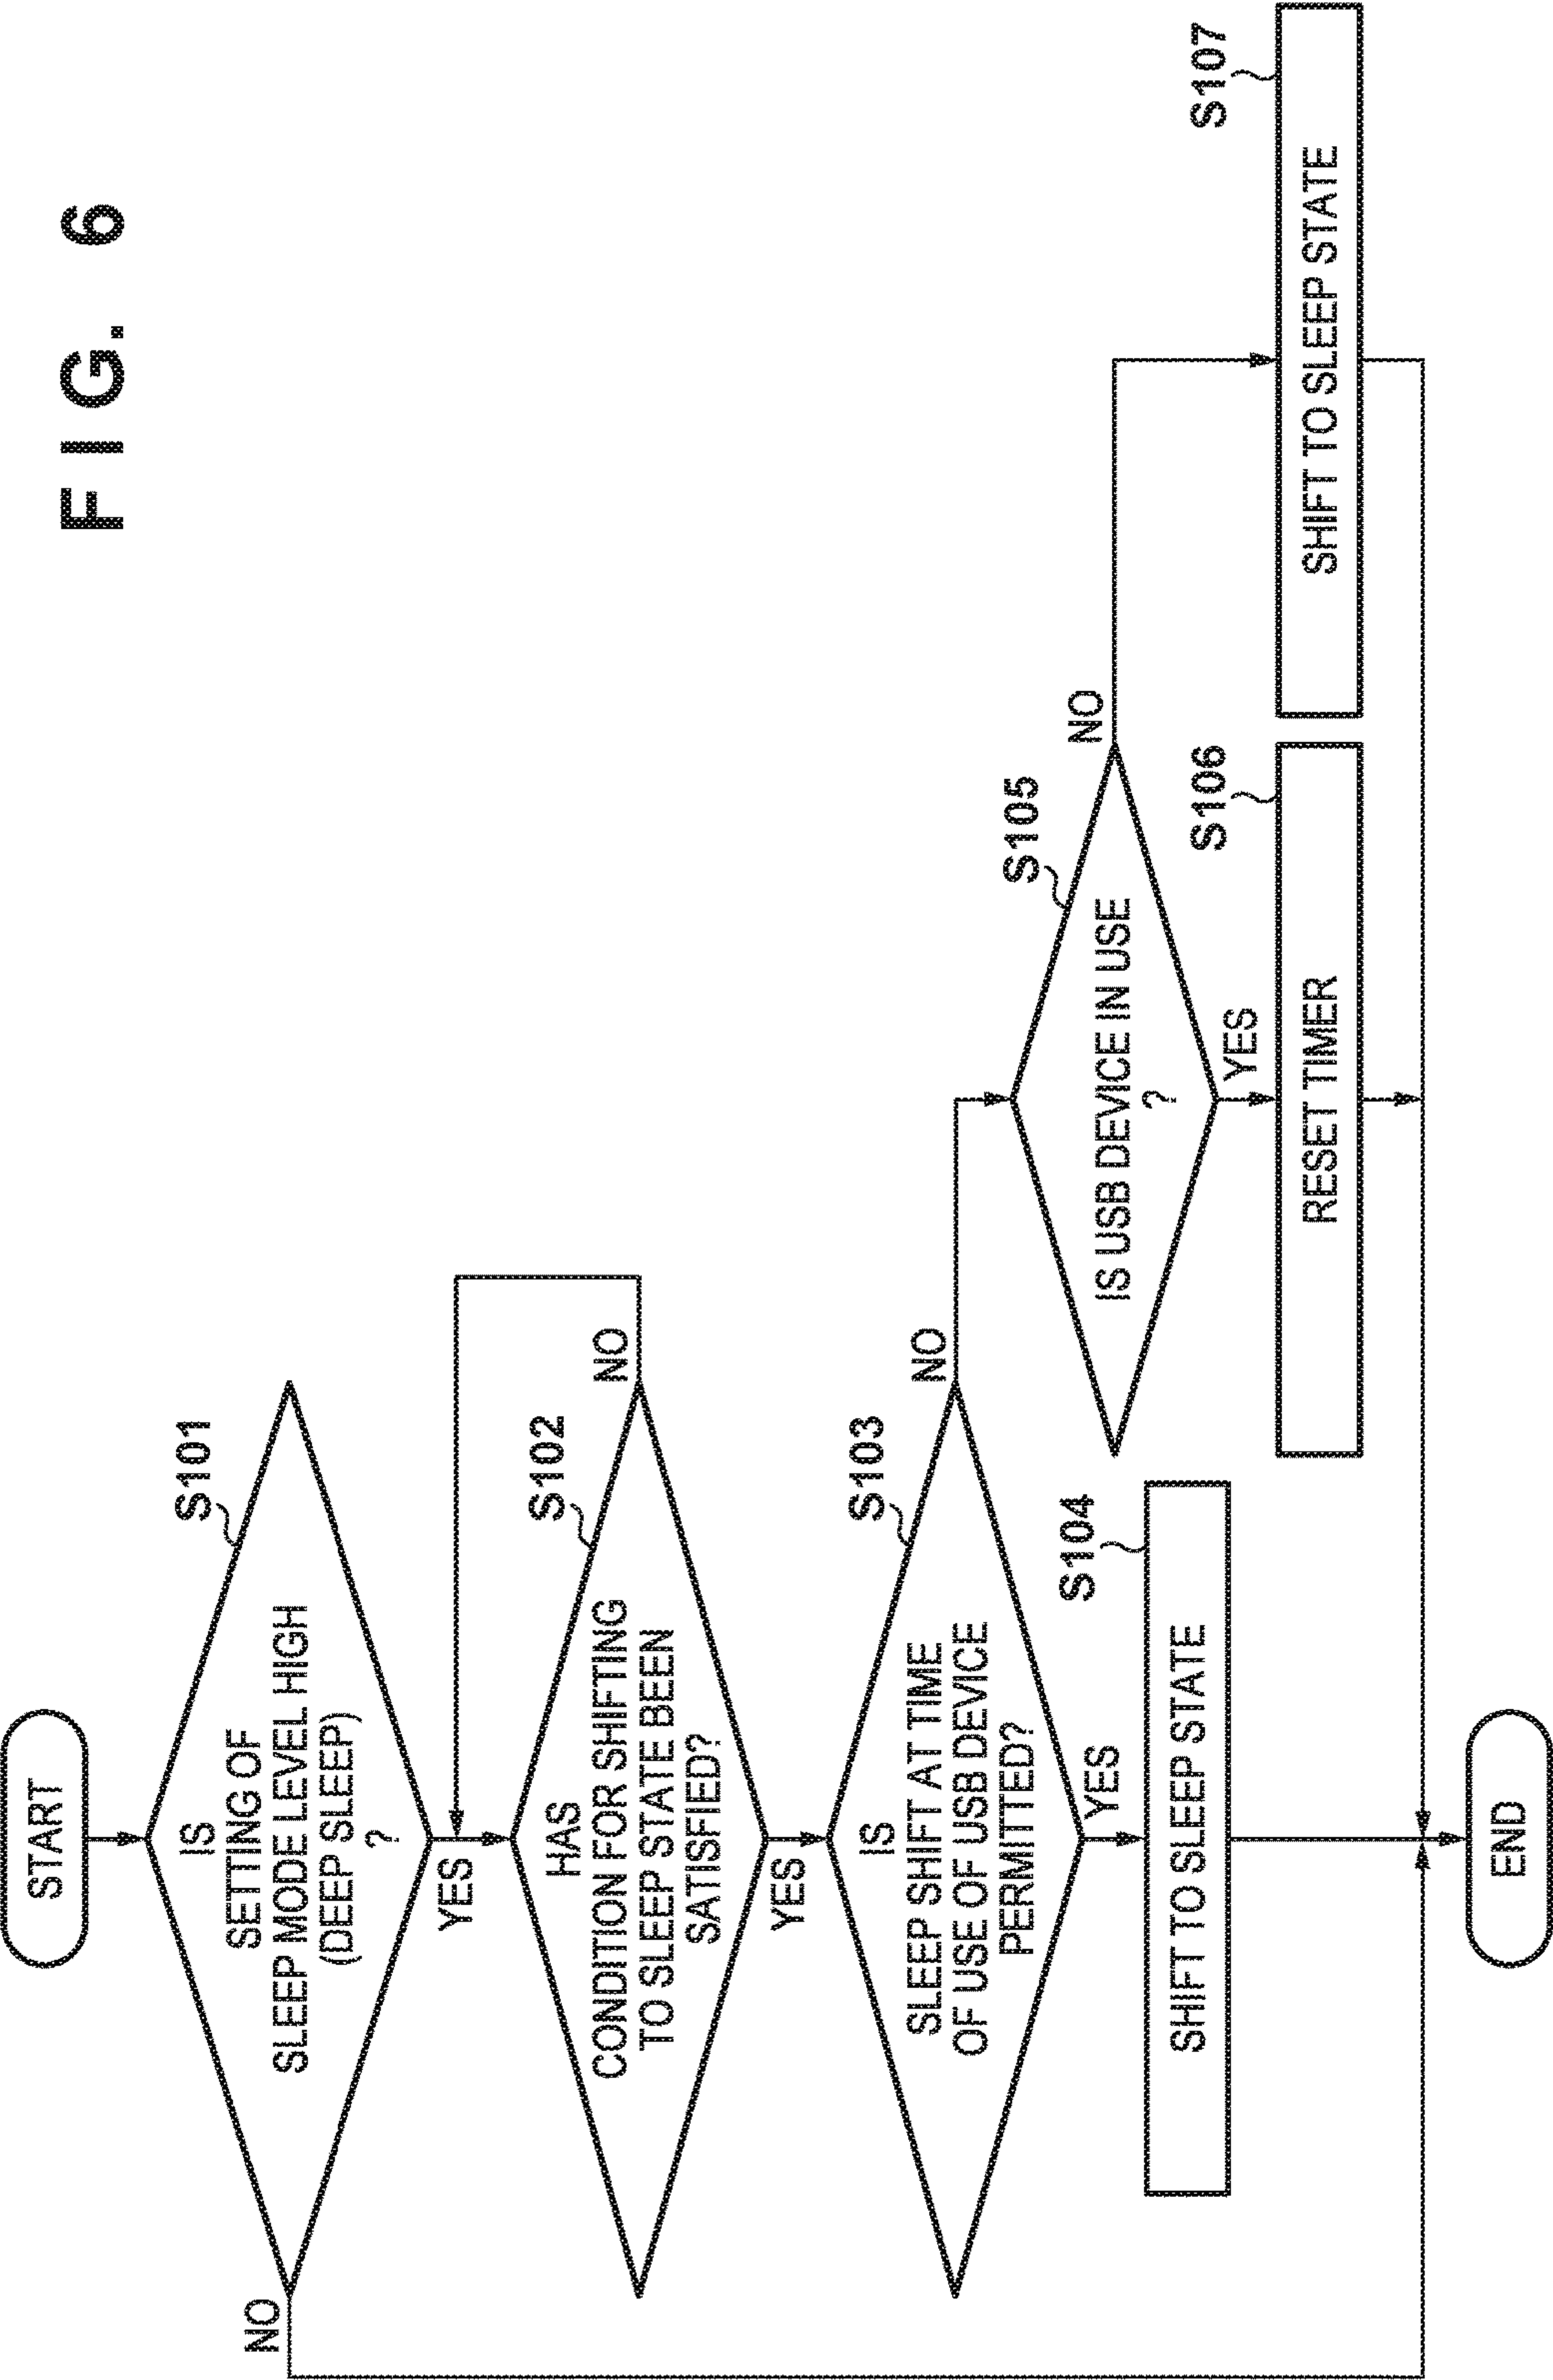 FIG. 6
START
S101
IS
SETTING OF
SLEEP MODE LEVEL HIGH
(DEEP SLEEP)
?
NO
YES
S102
HAS
CONDITION FOR SHIFTING
TO SLEEP STATE BEEN
SATISFIED?
NO
YES
S103
IS
SLEEP SHIFT AT TIME
OF USE OF USB DEVICE
PERMITTED?
NO
YES
S104
SHIFT TO SLEEP STATE
S105
IS USB DEVICE IN USE
?
NO
YES
S106
RESET TIMER
S107
SHIFT TO SLEEP STATE
END